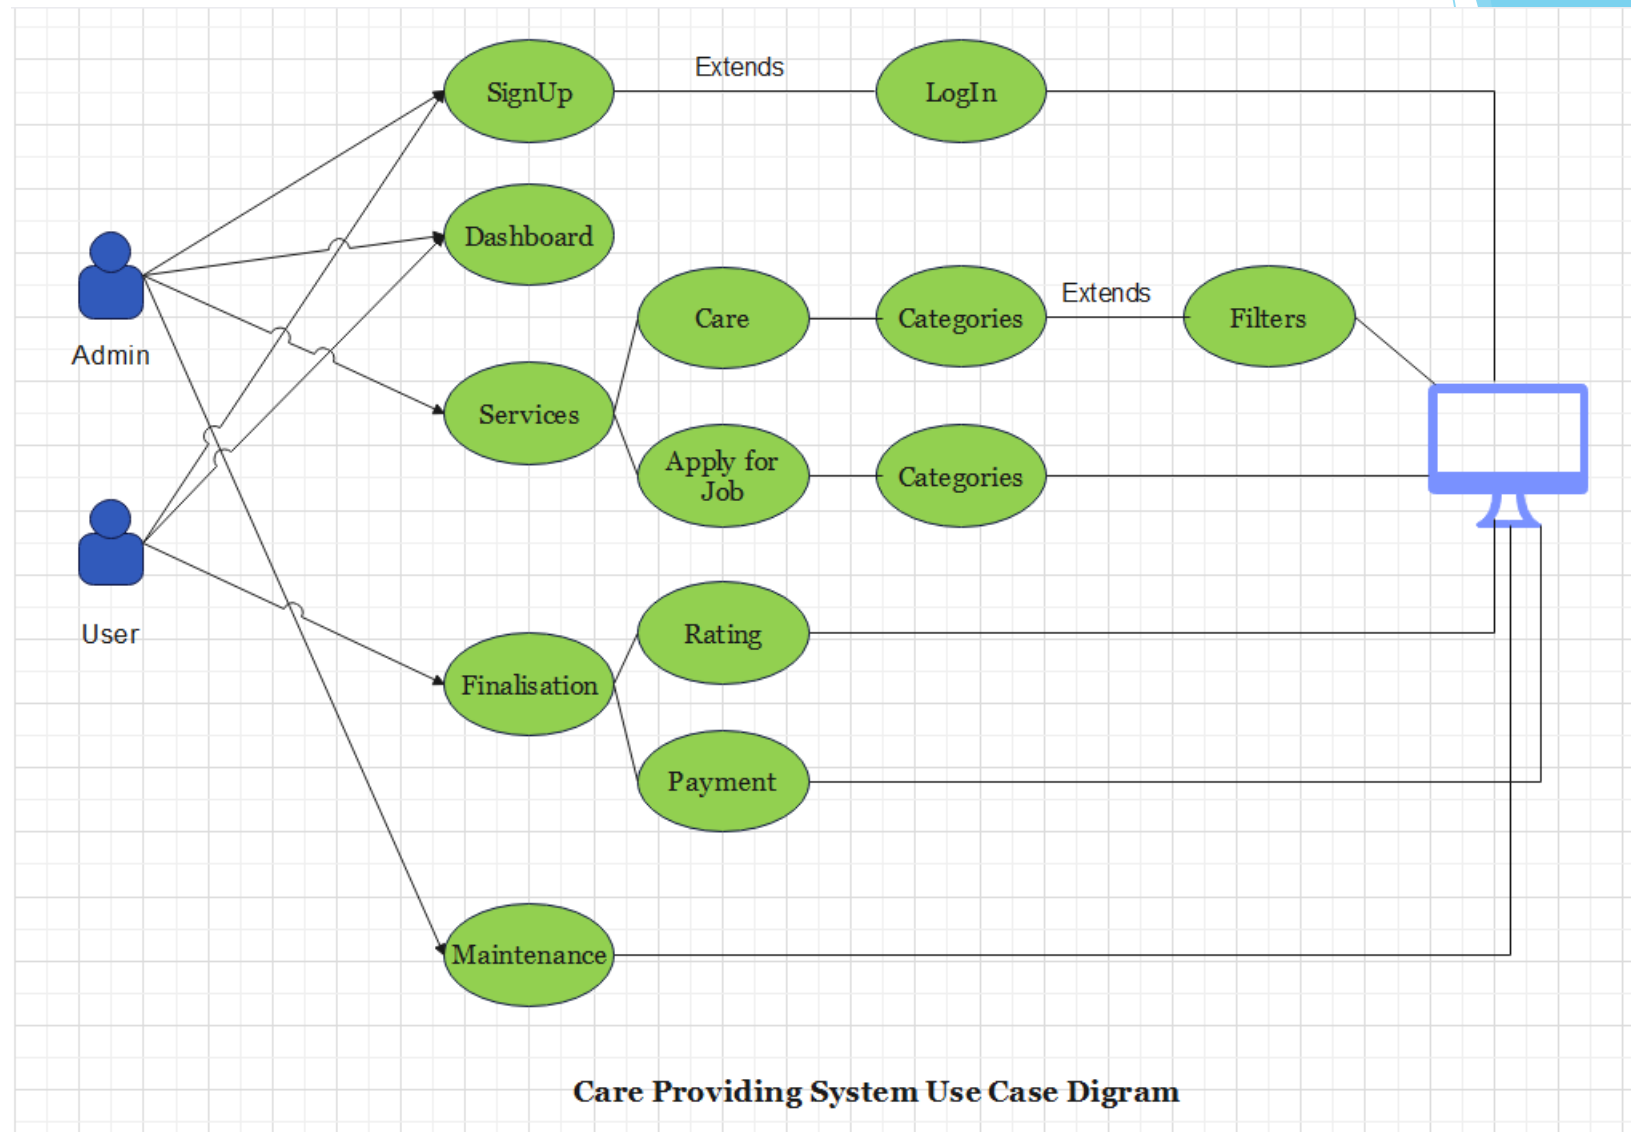 SignUp
Extends
LogIn
Dashboard
Admin
Care
Categories
Extends
Filters
Services
Apply for
Job
Categories
User
Rating
Finalisation
Payment
Maintenance
Care Providing System Use Case Digram